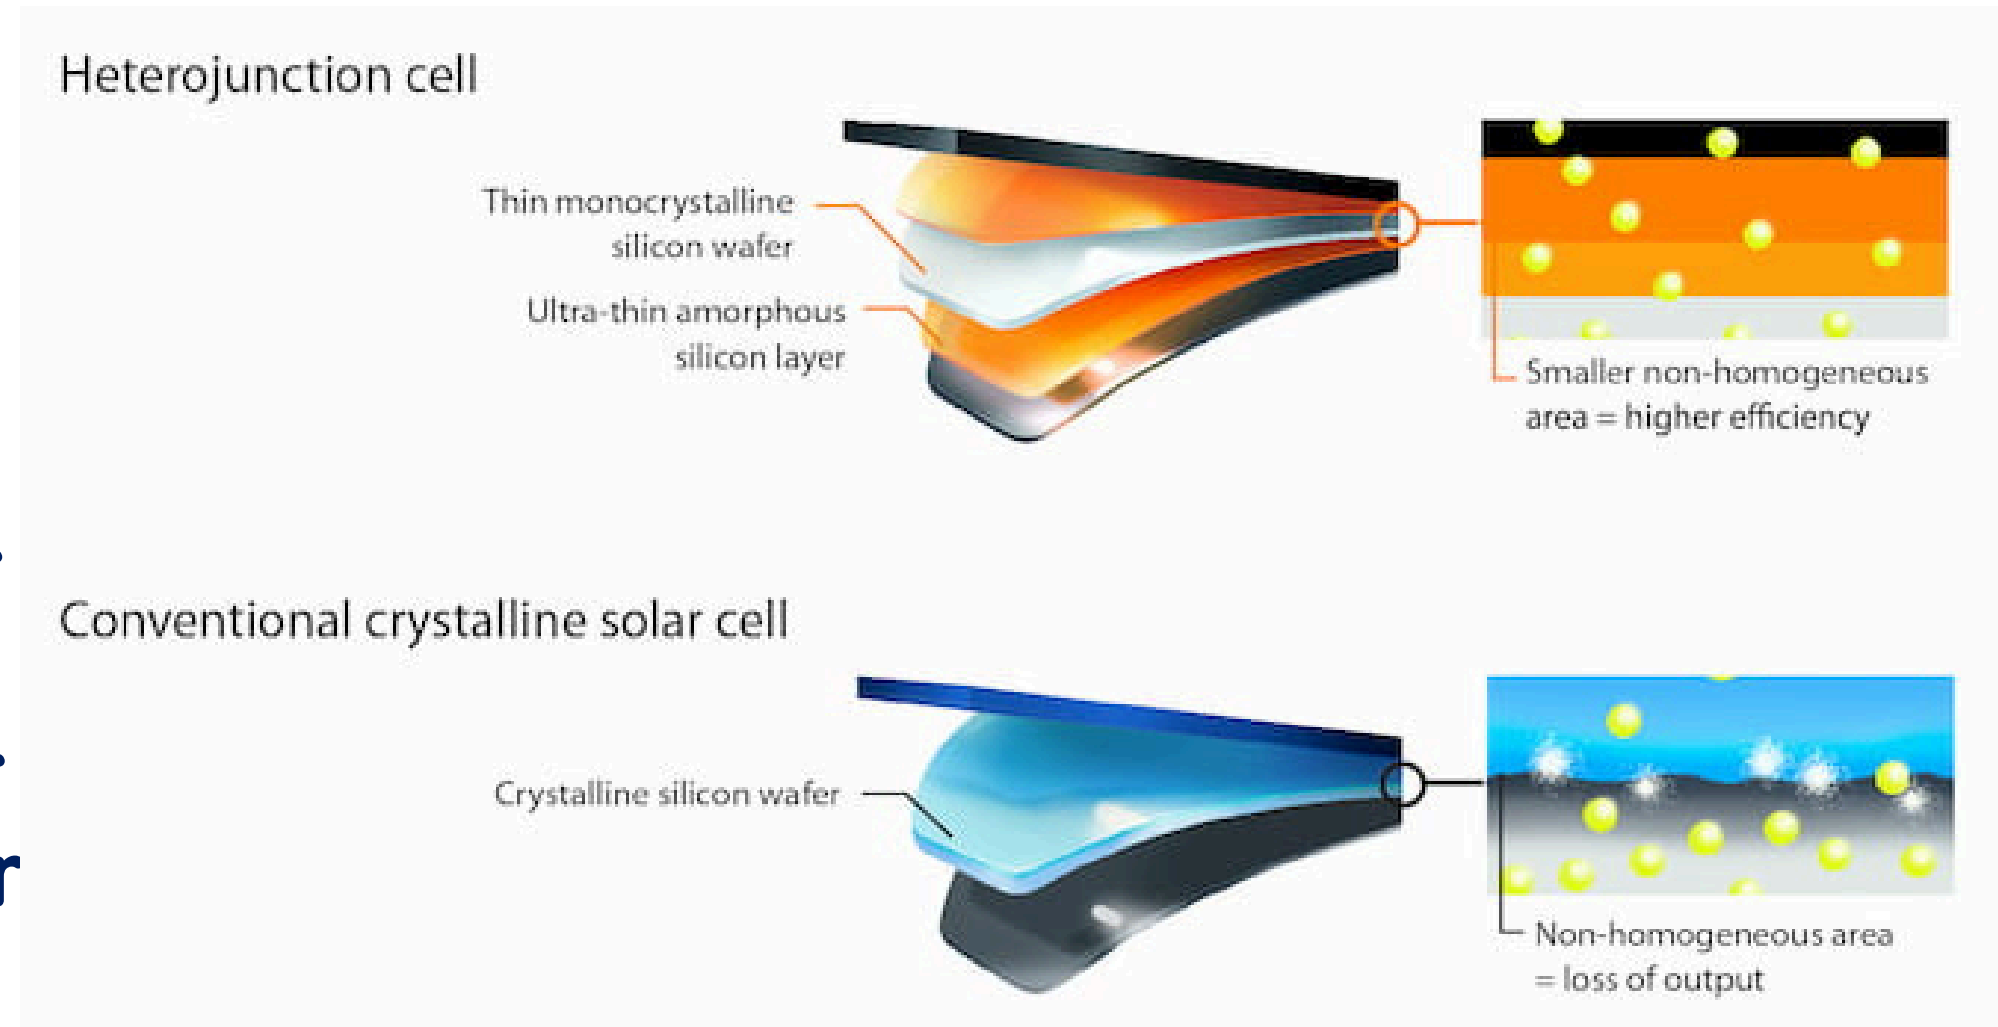 Heterojunction cell
Thin monocrystalline
silicon wafer
Ultra-thin amorphous
silicon layer
Smaller non-homogeneous
area = higher efficiency
Conventional crystalline solar cell
Crystalline silicon wafer
Non-homogeneous area
= loss of output
r